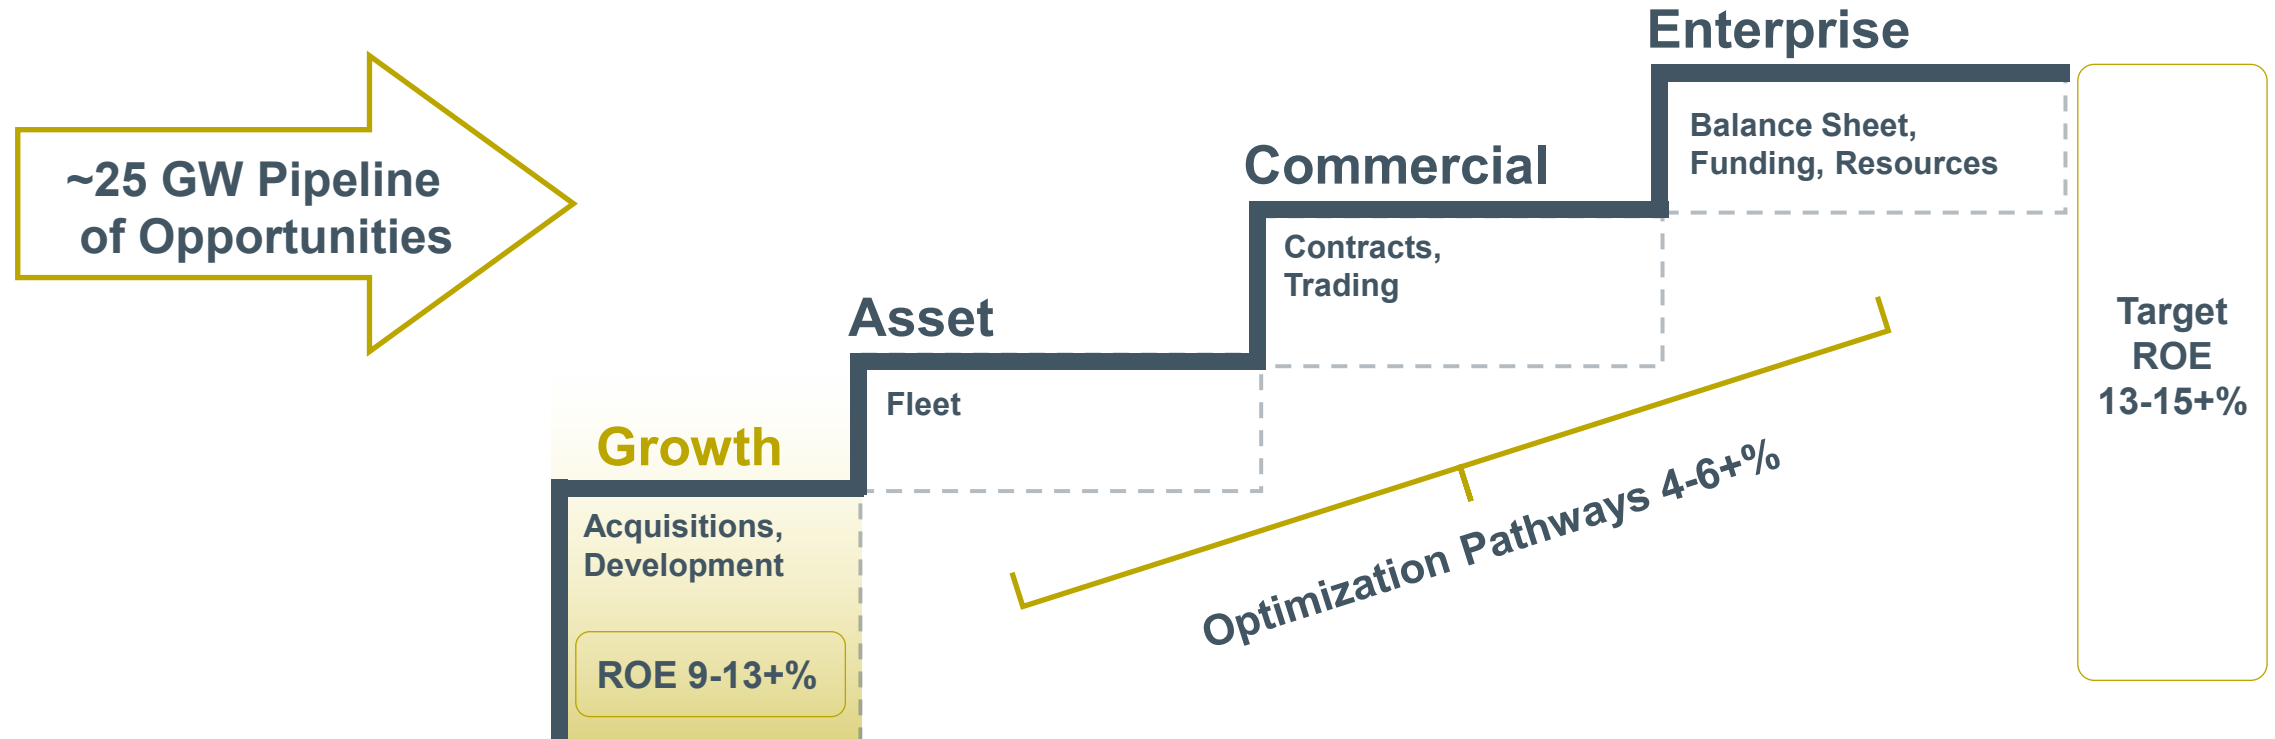 ~25 GW Pipeline
of Opportunities
Growth
Acquisitions,
Development
ROE 9-13+%
Asset
Fleet
Commercial
Contracts,
Trading
Enterprise
Balance Sheet,
Funding, Resources
Optimization Pathways 4-6+%
Target
ROE
13-15+%